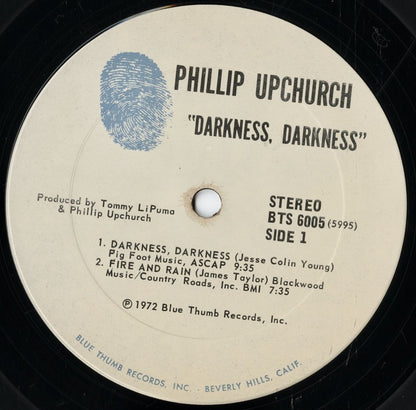 PHILLIP UPCHURCH
"DARKNESS, DARKNESS"
Produced by Tommy LiPuma
& Phillip Upchurch
STEREO
BTS 6005 (5995)
SIDE 1
1. DARKNESS, DARKNESS (Jesse Colin Young)
Pig Foot Music, ASCAP 9:35
2. FIRE AND RAIN (James Taylor) Blackwood
Music/Country Roads, Inc. BMI 7:35
℗ 1972 Blue Thumb Records, Inc.
BLUE THUMB RECORDS, INC. - BEVERLY HILLS, CALIF.